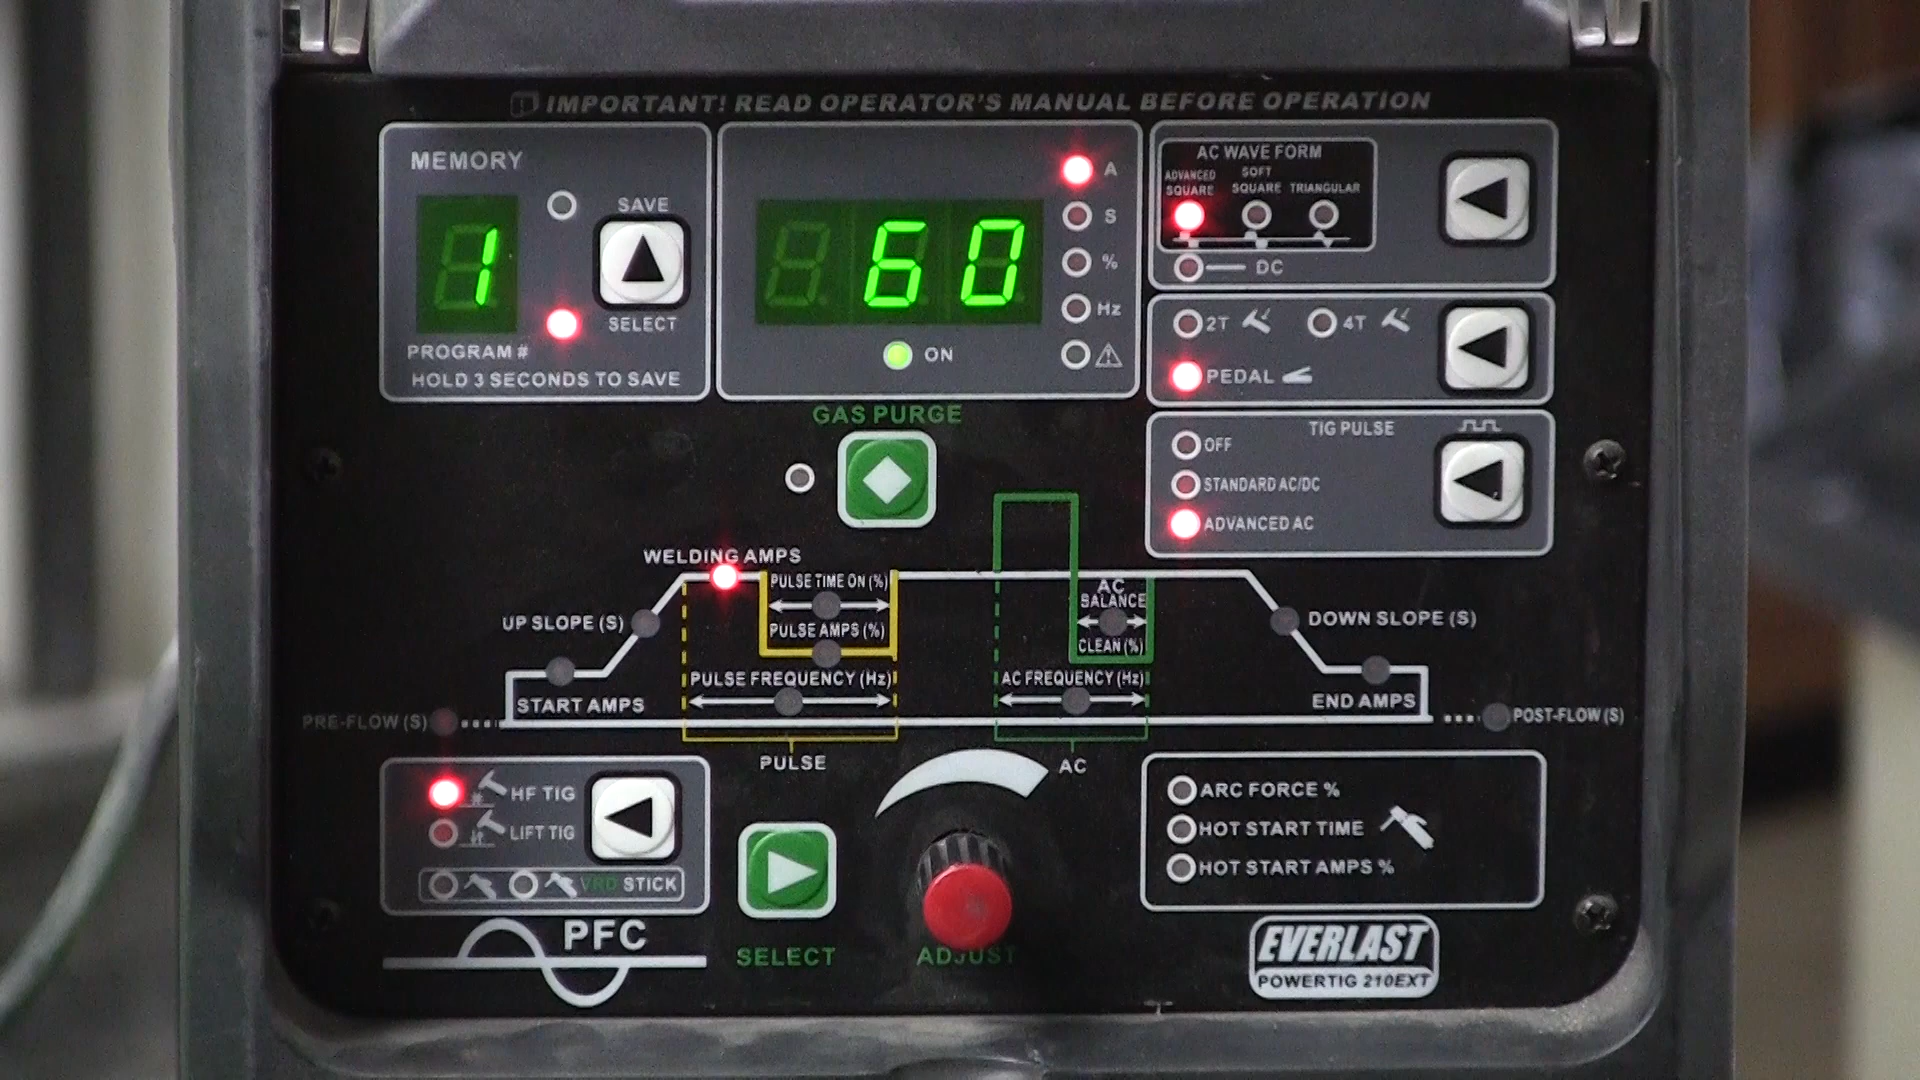 IMPORTANT! READ OPERATOR'S MANUAL BEFORE OPERATION
MEMORY
SAVE
1
SELECT
PROGRAM #
HOLD 3 SECONDS TO SAVE
60
A
S
%
Hz
ON
AC WAVE FORM
ADVANCED SQUARE
SOFT SQUARE
TRIANGULAR
DC
2T
4T
PEDAL
GAS PURGE
TIG PULSE
OFF
STANDARD AC/DC
ADVANCED AC
WELDING AMPS
PULSE TIME ON (%)
PULSE AMPS (%)
PULSE FREQUENCY (Hz)
UP SLOPE (S)
START AMPS
PRE-FLOW (S)
PULSE
AC
BALANCE
CLEAN (%)
AC FREQUENCY (Hz)
AC
DOWN SLOPE (S)
END AMPS
POST-FLOW (S)
HF TIG
LIFT TIG
VRD STICK
PFC
SELECT
ADJUST
ARC FORCE %
HOT START TIME
HOT START AMPS %
EVERLAST
POWERTIG 210EXT